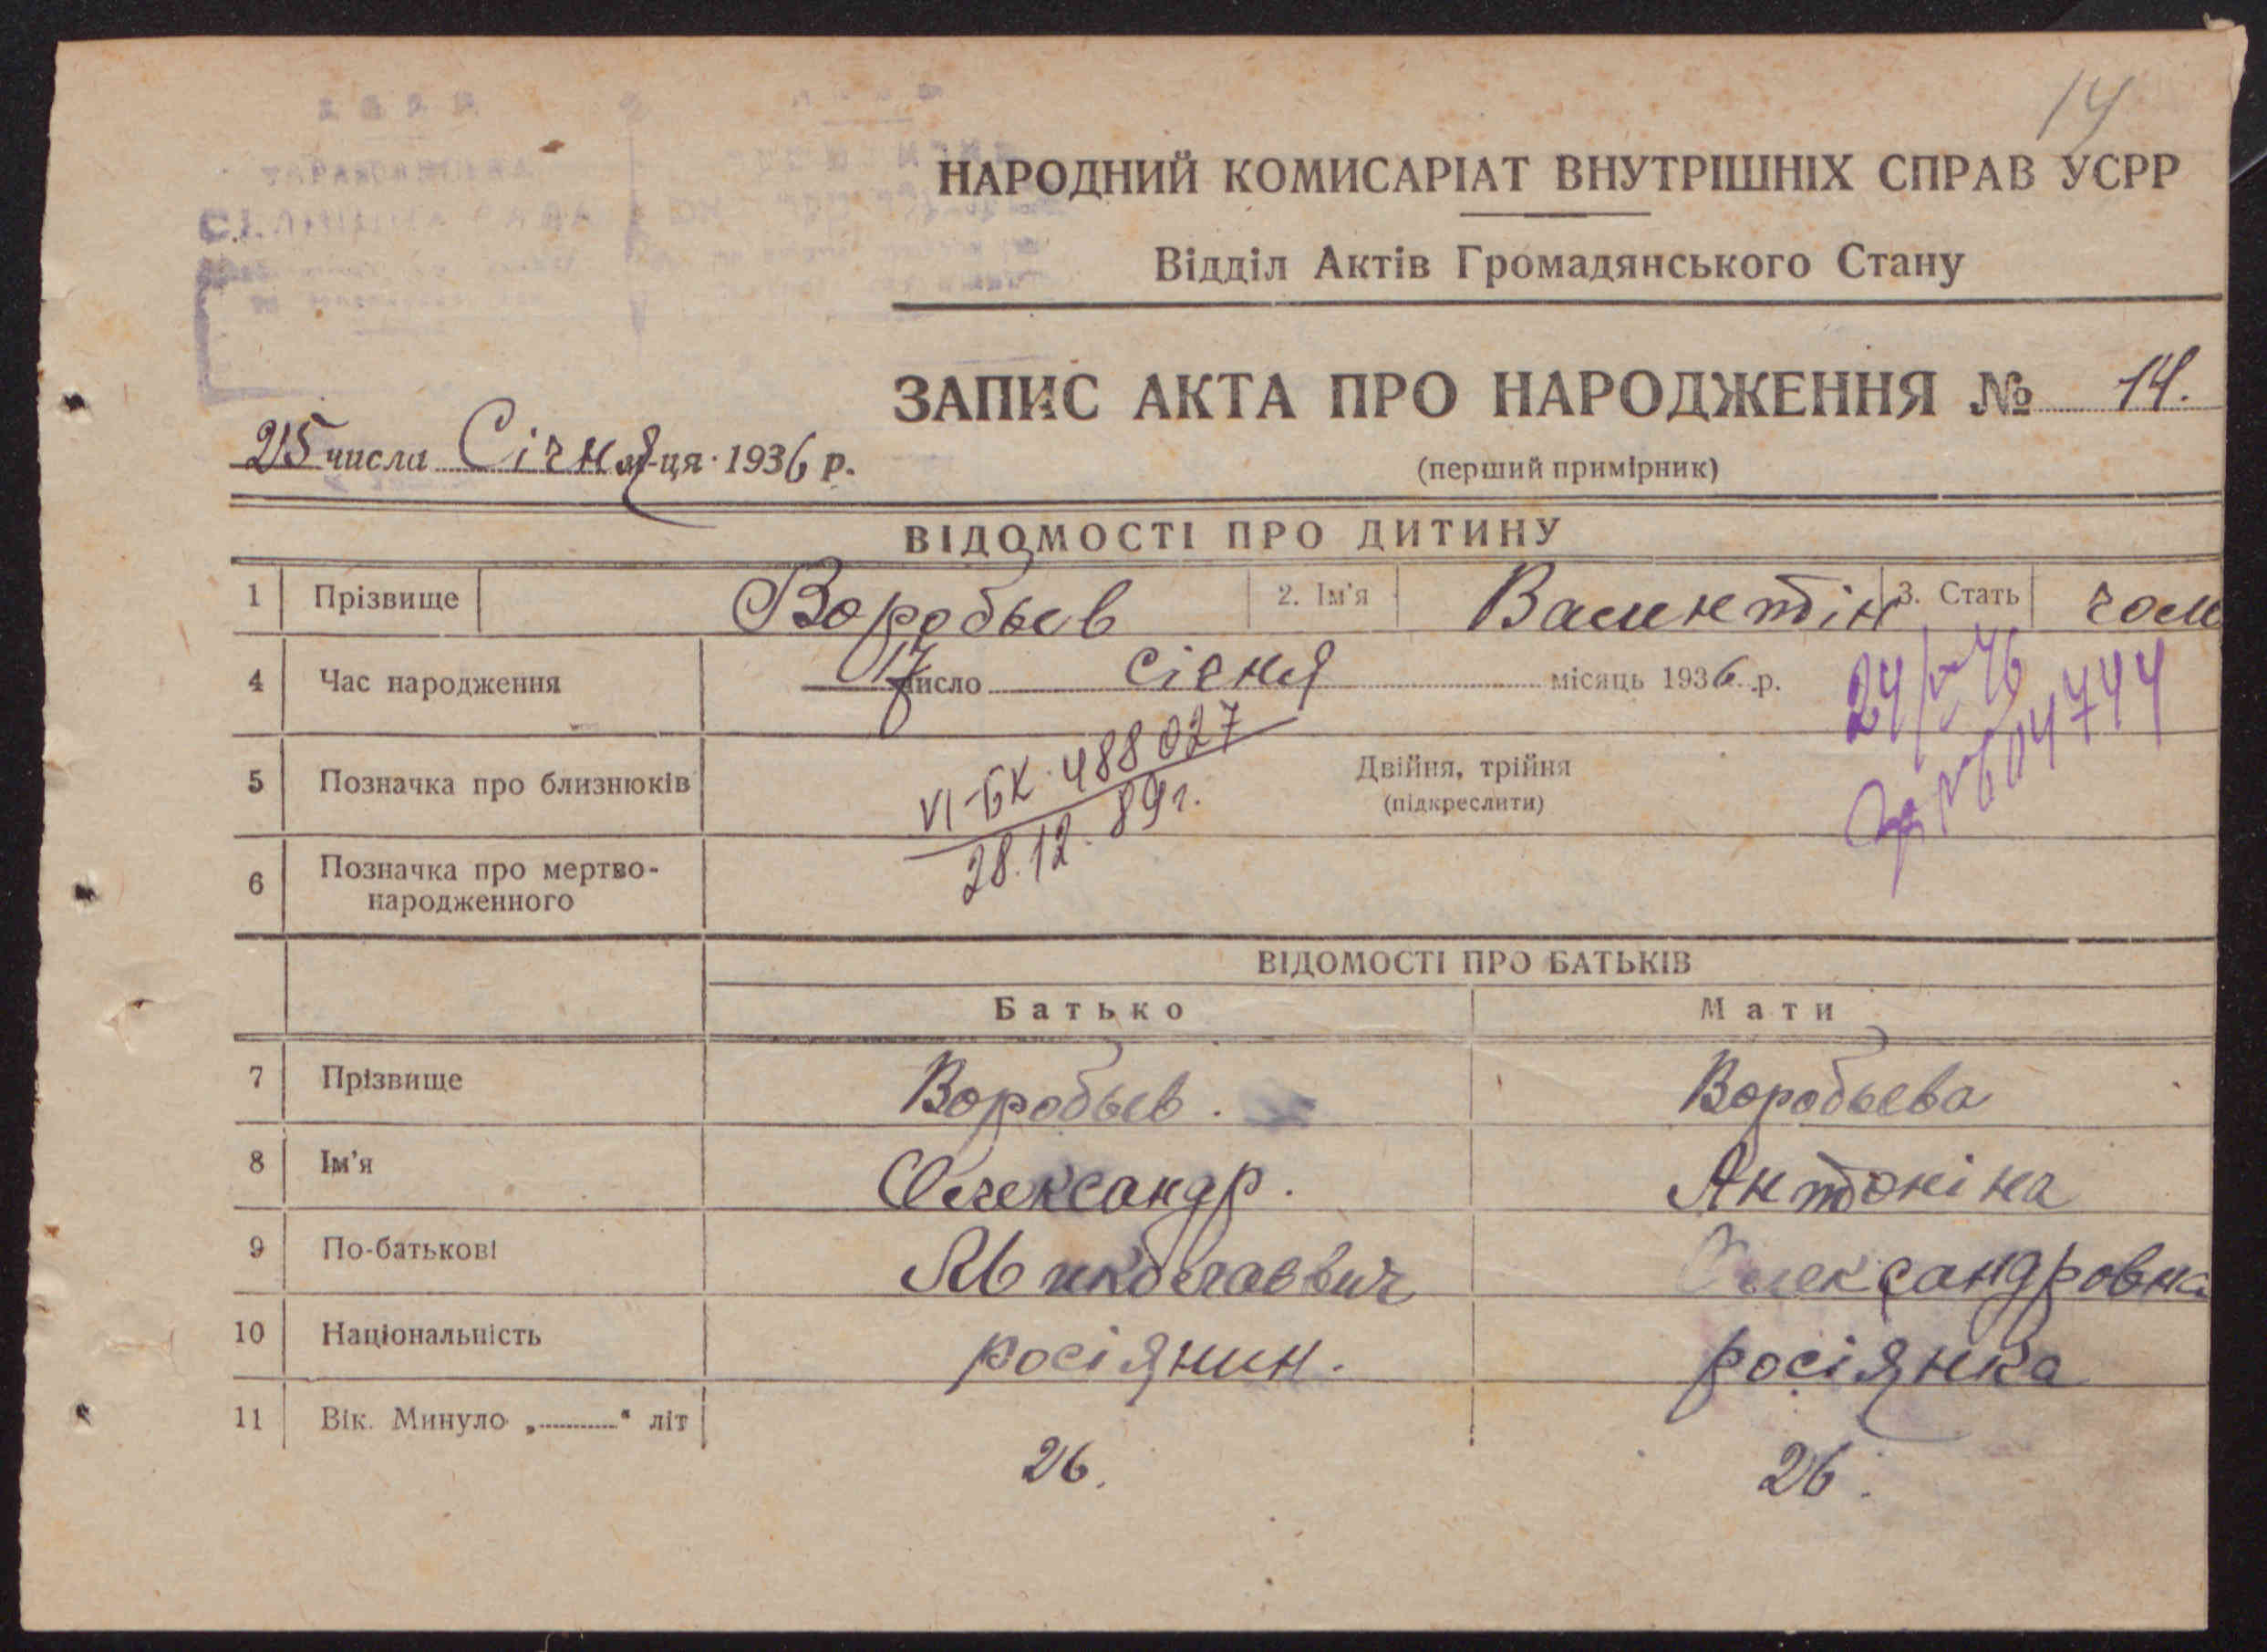 14
НАРОДНИЙ КОМИСАРІАТ ВНУТРІШНІХ СПРАВ УСРР
Відділ Актів Громадянського Стану
ЗАПИС АКТА ПРО НАРОДЖЕННЯ № 14.
25 числа Січня м-ця 1936 р.
(перший примірник)
ВІДОМОСТІ ПРО ДИТИНУ
1 Прізвище Воробьев 2. Ім'я Валентін 3. Стать чол
4 Час народження 17 число січня місяць 1936 р.
5 Позначка про близнюків Двійня, трійня
(підкреслити)
VI-БК 488027
28.12.89г.
6 Позначка про мертво-
народженного
ВІДОМОСТІ ПРО БАТЬКІВ
Батько Мати
7 Прізвище Воробьев. Воробьева
8 Ім'я Олександр. Антоніна
9 По-батькові Миколаевич Олександровна
10 Національність росіянин. росіянка
11 Вік. Минуло „ “ літ
26. 26.